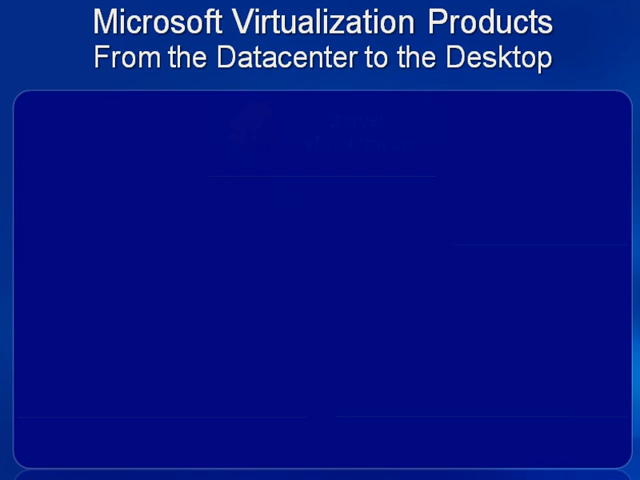 Microsoft Virtualization Products
From the Datacenter to the Desktop